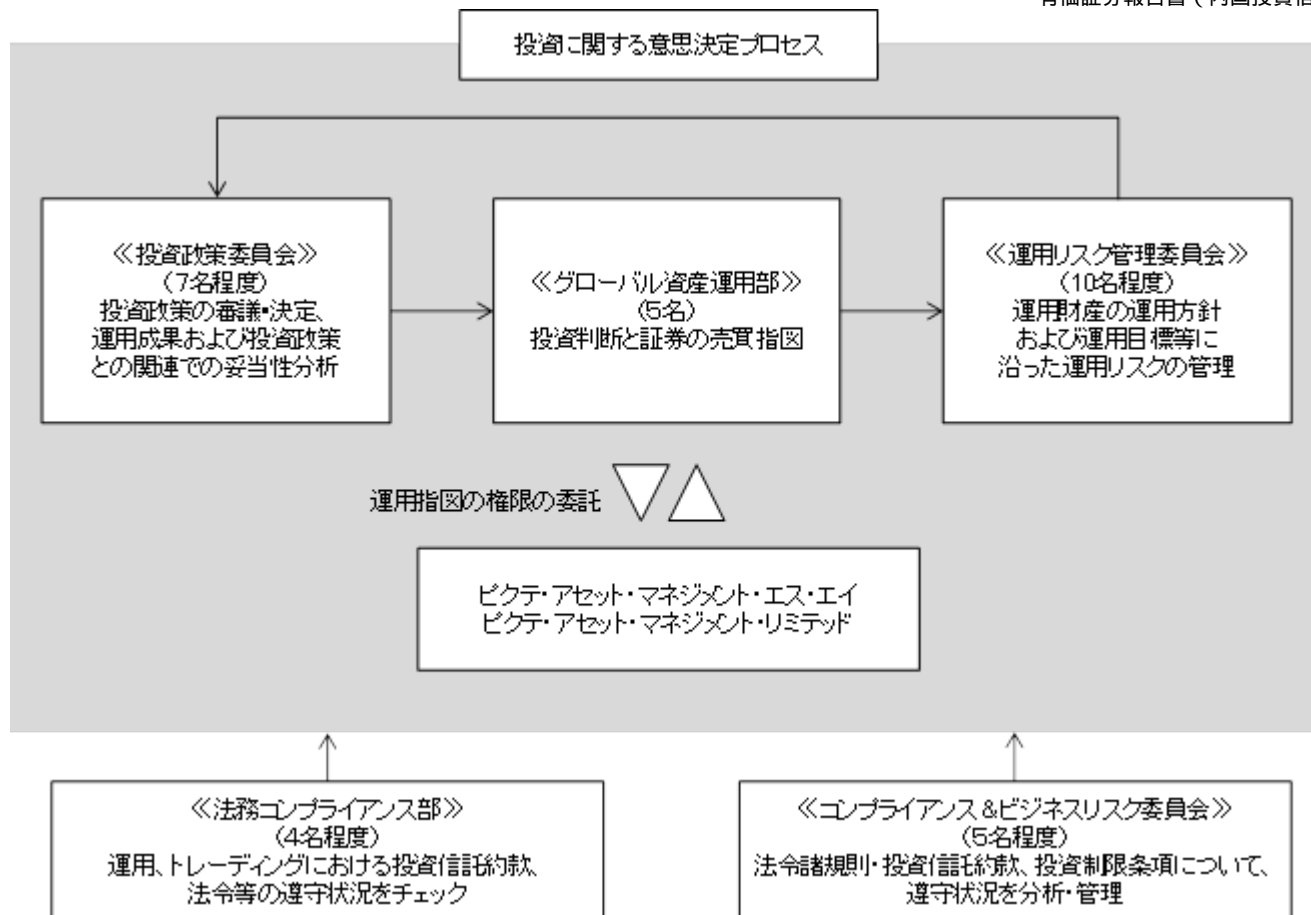 有価証券報告書（内国投資信
投資に関する意思決定プロセス
≪投資政策委員会≫
(7名程度)
投資政策の審議・決定、
運用成果および投資政策
との関連での妥当性分析
≪グローバル資産運用部≫
(5名)
投資判断と証券の売買指図
≪運用リスク管理委員会≫
(10名程度)
運用財産の運用方針
および運用目標等に
沿った運用リスクの管理
運用指図の権限の委託
ピクテ・アセット・マネジメント・エス・エイ
ピクテ・アセット・マネジメント・リミテッド
≪法務コンプライアンス部≫
(4名程度)
運用、トレーディングにおける投資信託約款、
法令等の遵守状況をチェック
≪コンプライアンス＆ビジネスリスク委員会≫
(5名程度)
法令諸規則・投資信託約款、投資制限条項について、
遵守状況を分析・管理